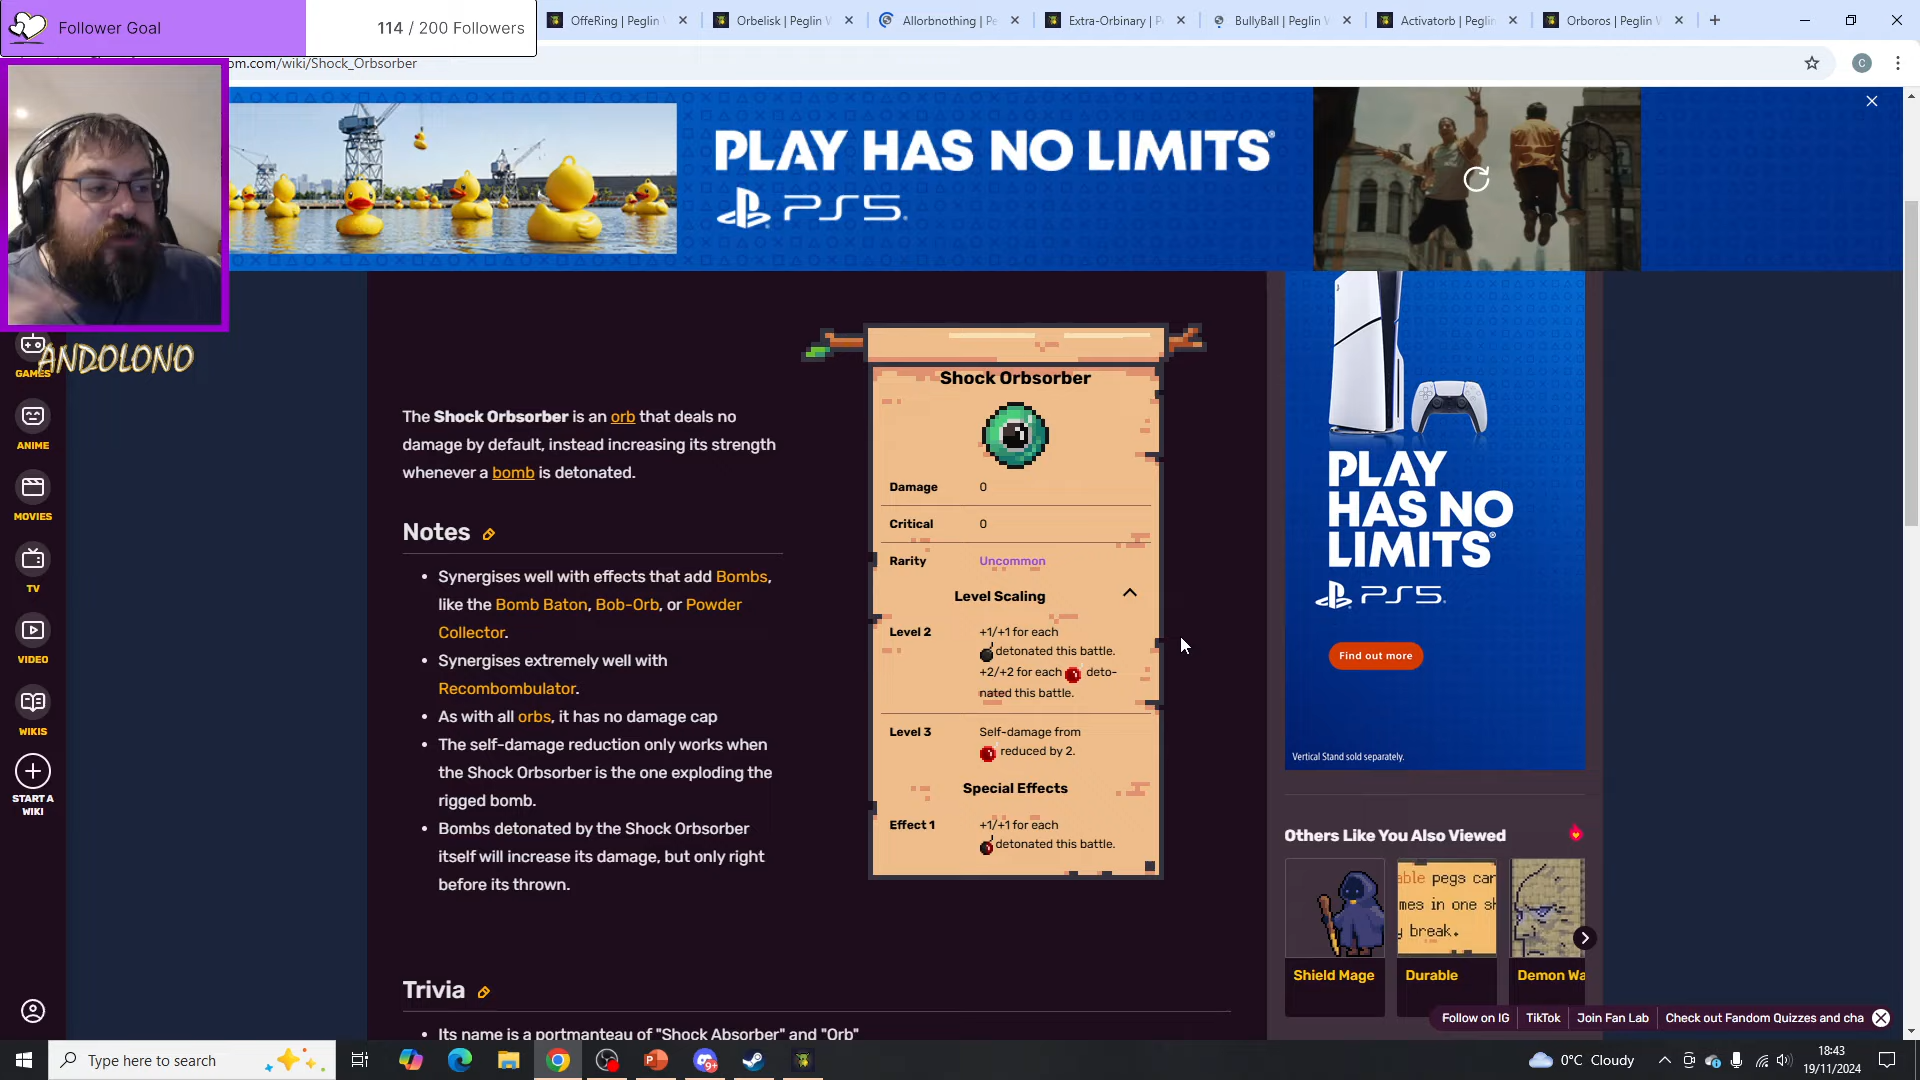 Follower Goal
114 / 200 Followers
OffeRing | Peglin W
Orbelisk | Peglin W
Allorbnothing | Pe
Extra-Orbinary | P
BullyBall | Peglin W
Activatorb | Peglin
Orboros | Peglin W
om.com/wiki/Shock_Orbsorber
PLAY HAS NO LIMITS
PS5
ANDOLONO
GAMES
ANIME
MOVIES
TV
VIDEO
WIKIS
START A
WIKI
The Shock Orbsorber is an orb that deals no
damage by default, instead increasing its strength
whenever a bomb is detonated.
Notes
• Synergises well with effects that add Bombs,
like the Bomb Baton, Bob-Orb, or Powder
Collector.
• Synergises extremely well with
Recombombulator.
• As with all orbs, it has no damage cap
• The self-damage reduction only works when
the Shock Orbsorber is the one exploding the
rigged bomb.
• Bombs detonated by the Shock Orbsorber
itself will increase its damage, but only right
before its thrown.
Trivia
• Its name is a portmanteau of "Shock Absorber" and "Orb"
Shock Orbsorber
Damage 0
Critical 0
Rarity Uncommon
Level Scaling
Level 2 +1/+1 for each
detonated this battle.
+2/+2 for each deto-
nated this battle.
Level 3 Self-damage from
reduced by 2.
Special Effects
Effect 1 +1/+1 for each
detonated this battle.
PLAY
HAS NO
LIMITS
PS5
Find out more
Vertical Stand sold separately.
Others Like You Also Viewed
able pegs can
mes in one sh
y break.
Shield Mage
Durable
Demon Wa
Follow on IG
TikTok
Join Fan Lab
Check out Fandom Quizzes and cha
Type here to search
9+
0°C Cloudy
18:43
19/11/2024
C